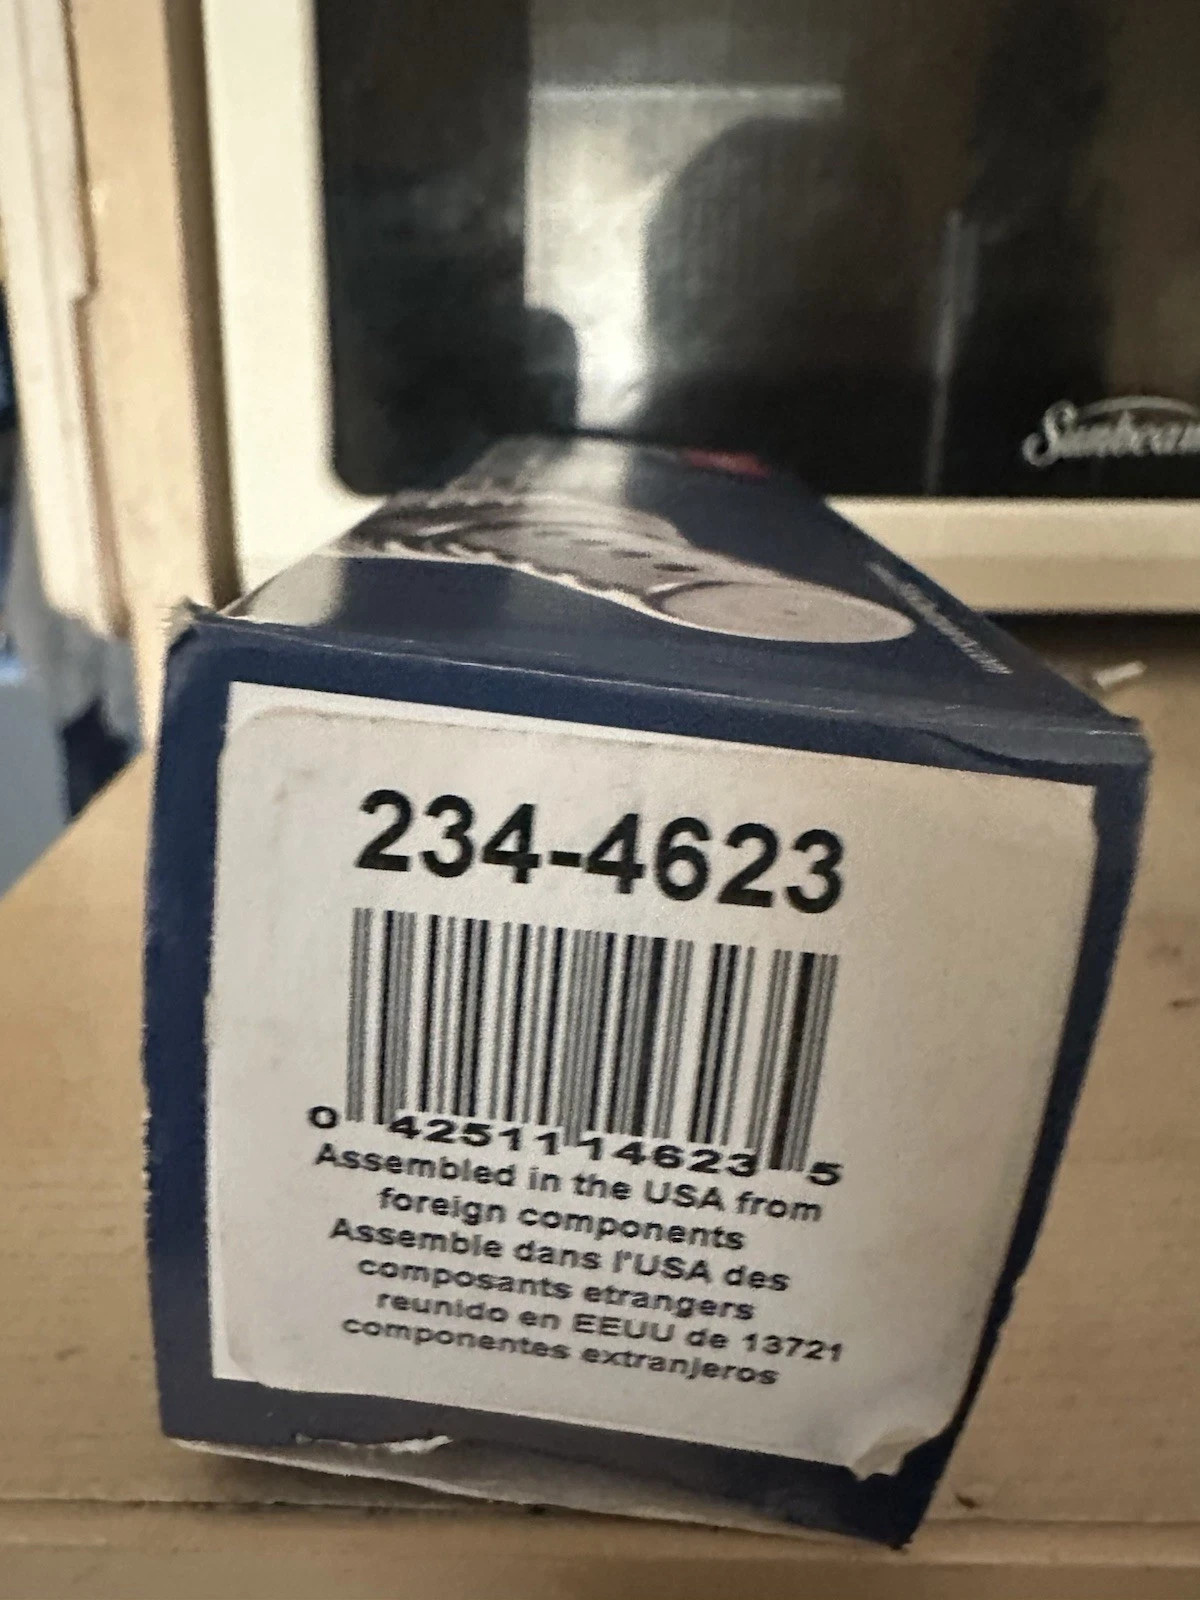 Sunbeam
234-4623
0 42511 14623 5
Assembled in the USA from
foreign components
Assemble dans l'USA des
composants etrangers
reunido en EEUU de 13721
componentes extranjeros